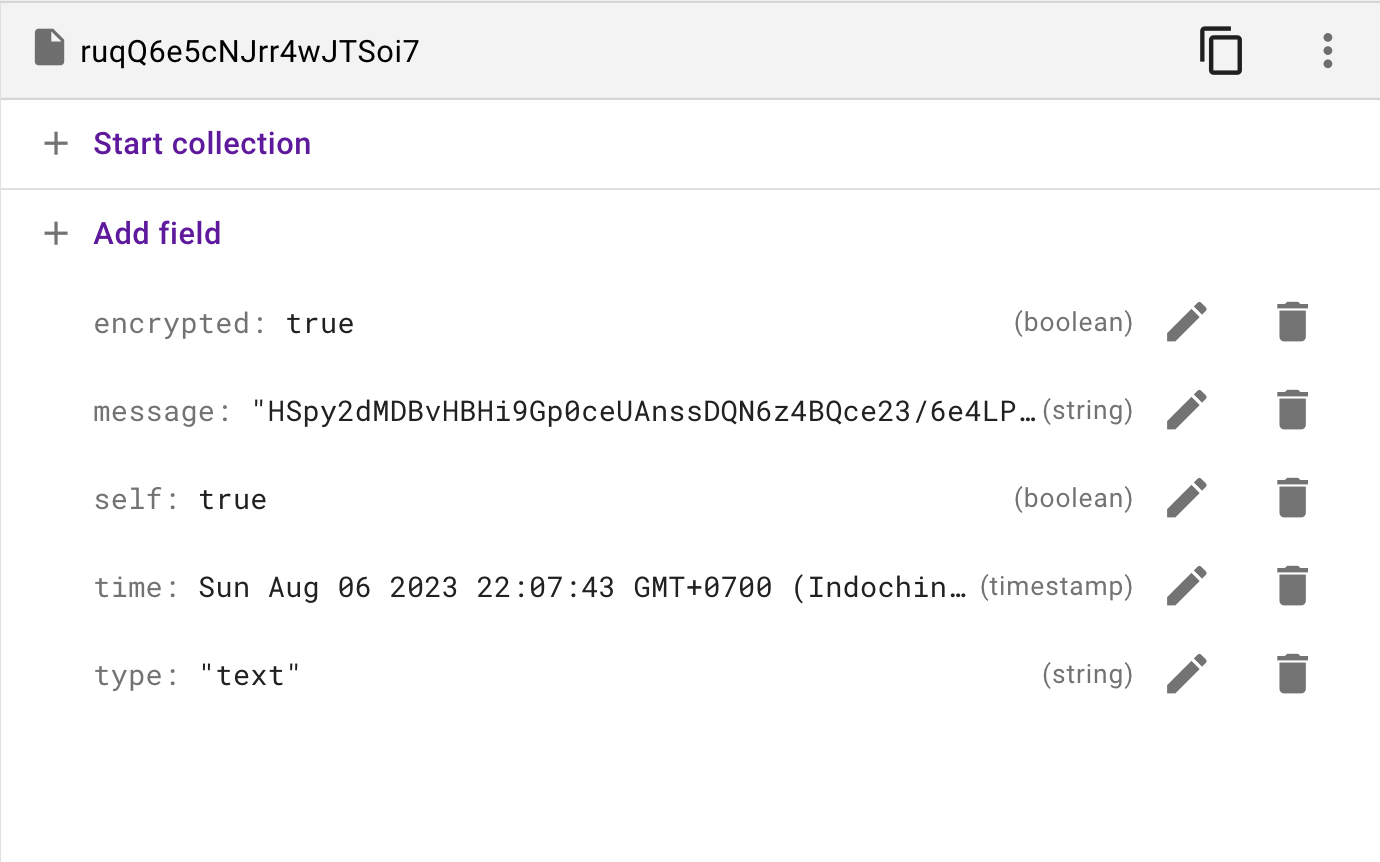 ruqQ6e5cNJrr4wJTSoi7
+ Start collection
+ Add field
encrypted: true (boolean)
message: "HSpy2dMDBvHBHi9Gp0ceUAnssDQN6z4BQce23/6e4LP… (string)
self: true (boolean)
time: Sun Aug 06 2023 22:07:43 GMT+0700 (Indochin… (timestamp)
type: "text" (string)